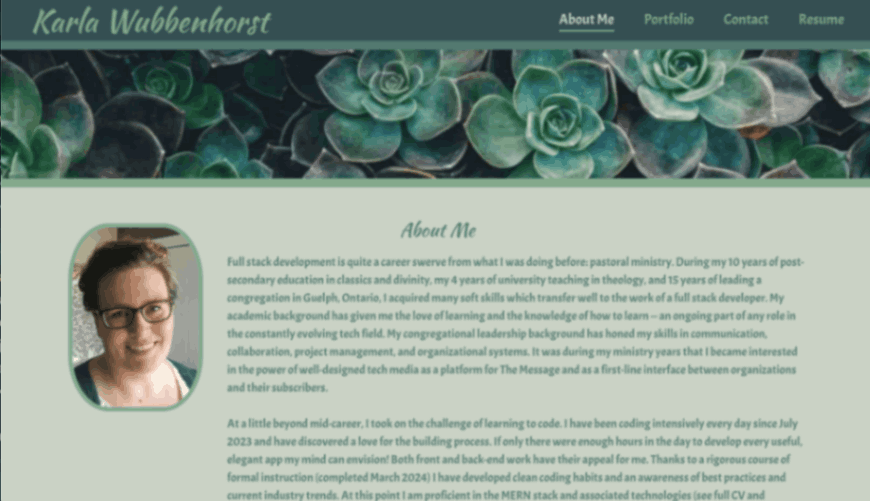 Karla Wubbenhorst
About Me Portfolio Contact Resume
About Me
Full stack development is quite a career swerve from what I was doing before: pastoral ministry. During my 10 years of post-
secondary education in classics and divinity, my 4 years of university teaching in theology, and 15 years of leading a
congregation in Guelph, Ontario, I acquired many soft skills which transfer well to the work of a full stack developer. My
academic background has given me the love of learning and the knowledge of how to learn – an ongoing part of any role in
the constantly evolving tech field. My congregational leadership background has honed my skills in communication,
collaboration, project management, and organizational systems. It was during my ministry years that I became interested
in the power of well-designed tech media as a platform for The Message and as a first-line interface between organizations
and their subscribers.
At a little beyond mid-career, I took on the challenge of learning to code. I have been coding intensively every day since July
2023 and have discovered a love for the building process. If only there were enough hours in the day to develop every useful,
elegant app my mind can envision! Both front and back-end work have their appeal for me. Thanks to a rigorous course of
formal instruction (completed March 2024) I have developed clean coding habits and an awareness of best practices and
current industry trends. At this point I am proficient in the MERN stack and associated technologies (see full CV and